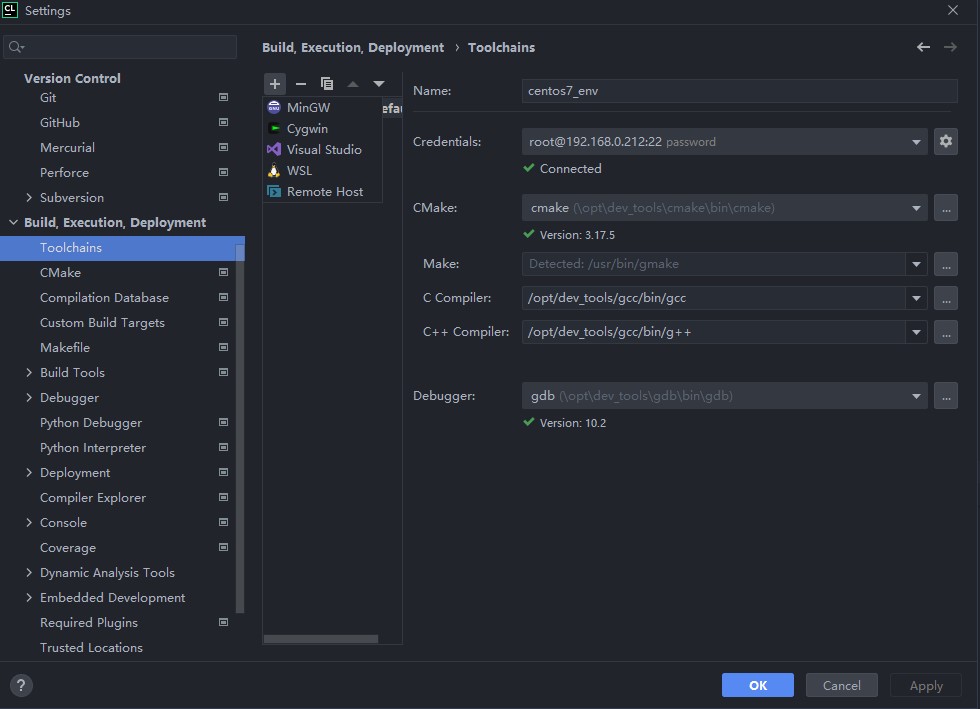 CL
Settings
Version Control
Git
GitHub
Mercurial
Perforce
Subversion
Build, Execution, Deployment
Toolchains
CMake
Compilation Database
Custom Build Targets
Makefile
Build Tools
Debugger
Python Debugger
Python Interpreter
Deployment
Compiler Explorer
Console
Coverage
Dynamic Analysis Tools
Embedded Development
Required Plugins
Trusted Locations
Build, Execution, Deployment › Toolchains
MinGW
Cygwin
Visual Studio
WSL
Remote Host
efau
Name: centos7_env
Credentials: root@192.168.0.212:22 password
Connected
CMake: cmake (\opt\dev_tools\cmake\bin\cmake) ...
Version: 3.17.5
Make: Detected: /usr/bin/gmake ...
C Compiler: /opt/dev_tools/gcc/bin/gcc ...
C++ Compiler: /opt/dev_tools/gcc/bin/g++ ...
Debugger: gdb (\opt\dev_tools\gdb\bin\gdb) ...
Version: 10.2
? OK Cancel Apply